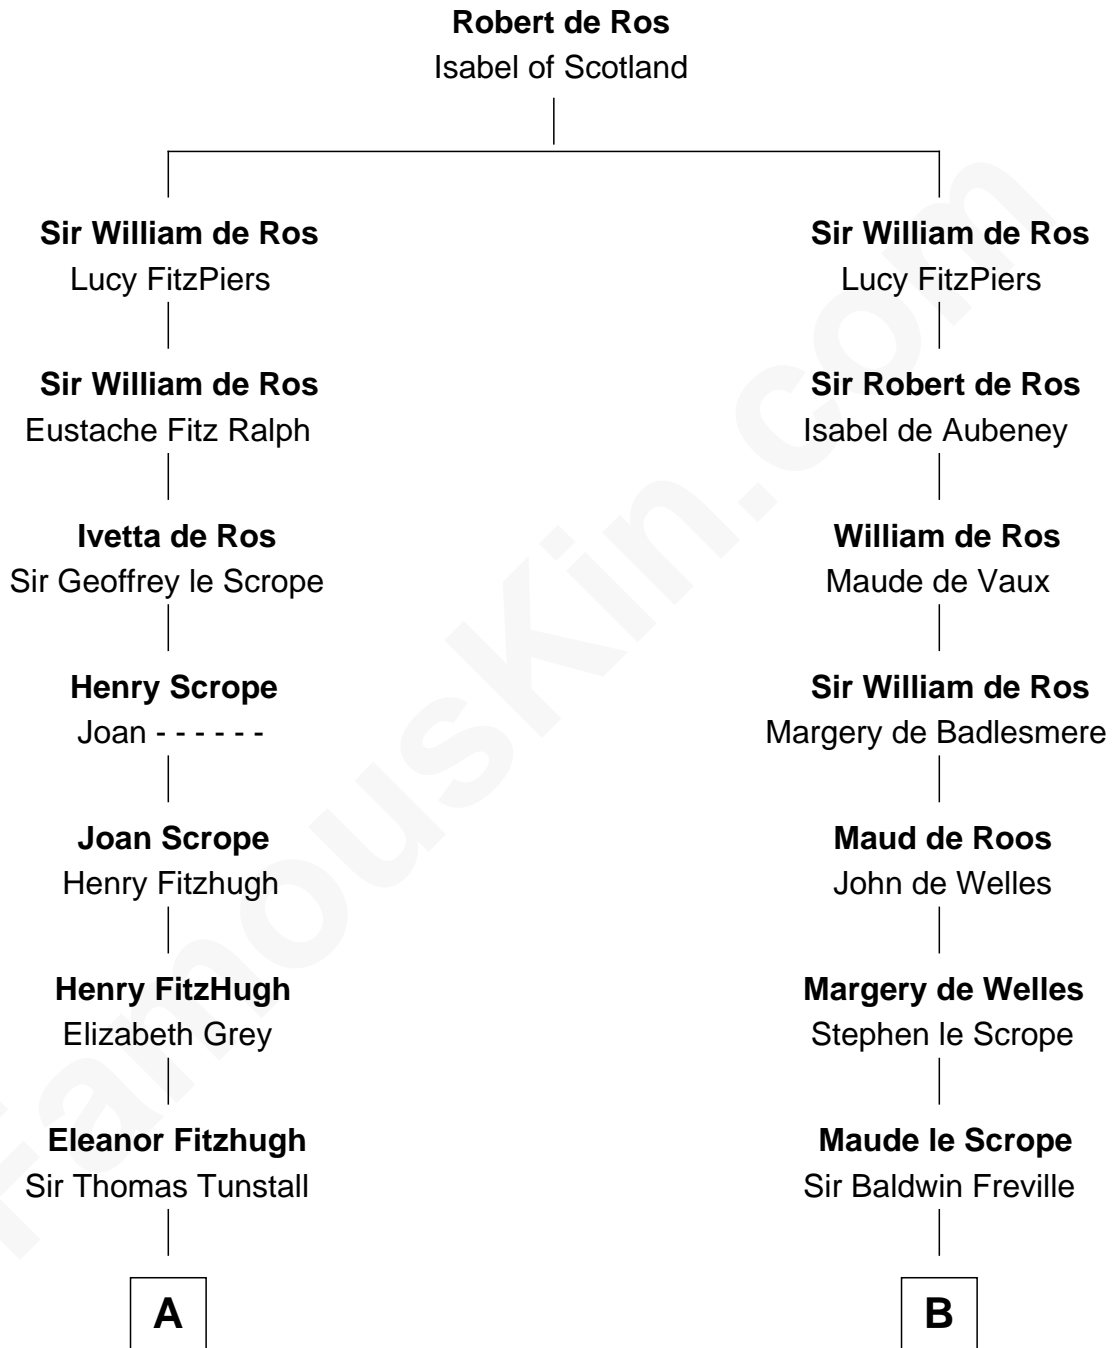 Robert de Ros
Isabel of Scotland
Sir William de Ros
Lucy FitzPiers
Sir William de Ros
Lucy FitzPiers
Sir William de Ros
Eustache Fitz Ralph
Sir Robert de Ros
Isabel de Aubeney
Ivetta de Ros
Sir Geoffrey le Scrope
William de Ros
Maude de Vaux
Henry Scrope
Joan - - - - - -
Sir William de Ros
Margery de Badlesmere
Joan Scrope
Henry Fitzhugh
Maud de Roos
John de Welles
Henry FitzHugh
Elizabeth Grey
Margery de Welles
Stephen le Scrope
Eleanor Fitzhugh
Sir Thomas Tunstall
Maude le Scrope
Sir Baldwin Freville
A
B
FamousKin.com